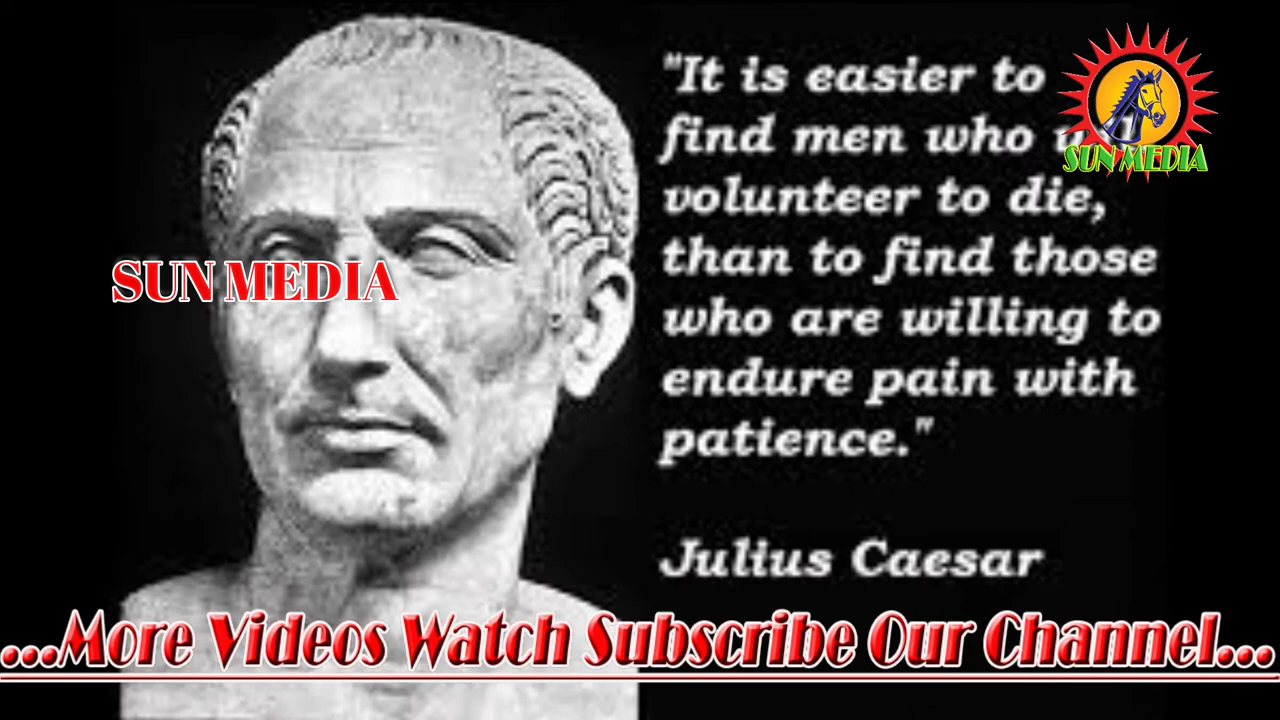 "It is easier to
find men who
volunteer to die,
than to find those
who are willing to
endure pain with
patience."
Julius Caesar
SUN MEDIA
SUN MEDIA
...More Videos Watch Subscribe Our Channel...